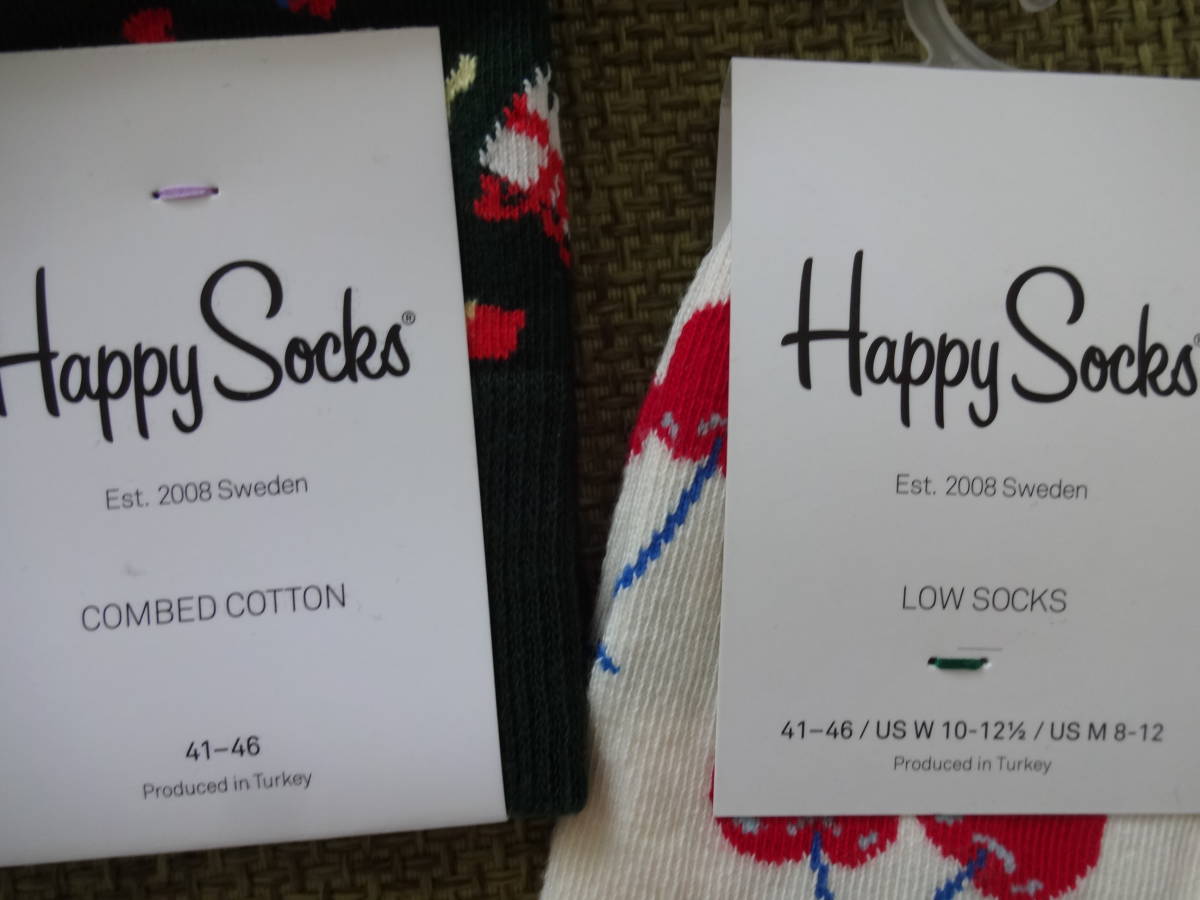 Happy Socks®
Est. 2008 Sweden
COMBED COTTON
41–46
Produced in Turkey
Happy Socks®
Est. 2008 Sweden
LOW SOCKS
41–46 / US W 10-12½ / US M 8-12
Produced in Turkey